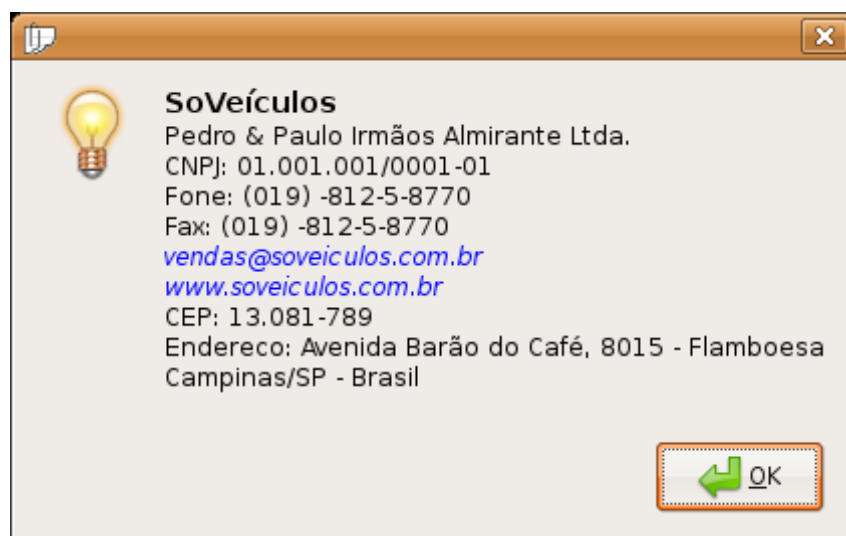 SoVeículos
Pedro & Paulo Irmãos Almirante Ltda.
CNPJ: 01.001.001/0001-01
Fone: (019) -812-5-8770
Fax: (019) -812-5-8770
vendas@soveiculos.com.br
www.soveiculos.com.br
CEP: 13.081-789
Endereco: Avenida Barão do Café, 8015 - Flamboesa
Campinas/SP - Brasil
OK